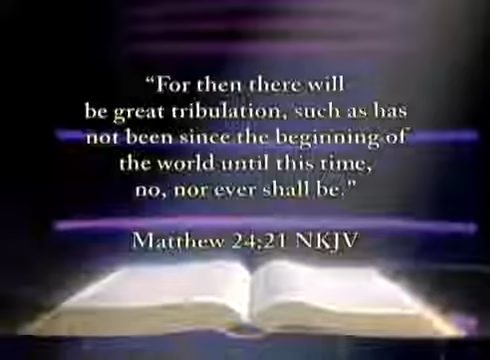 “For then there will
be great tribulation, such as has
not been since the beginning of
the world until this time,
no, nor ever shall be.”
Matthew 24:21 NKJV